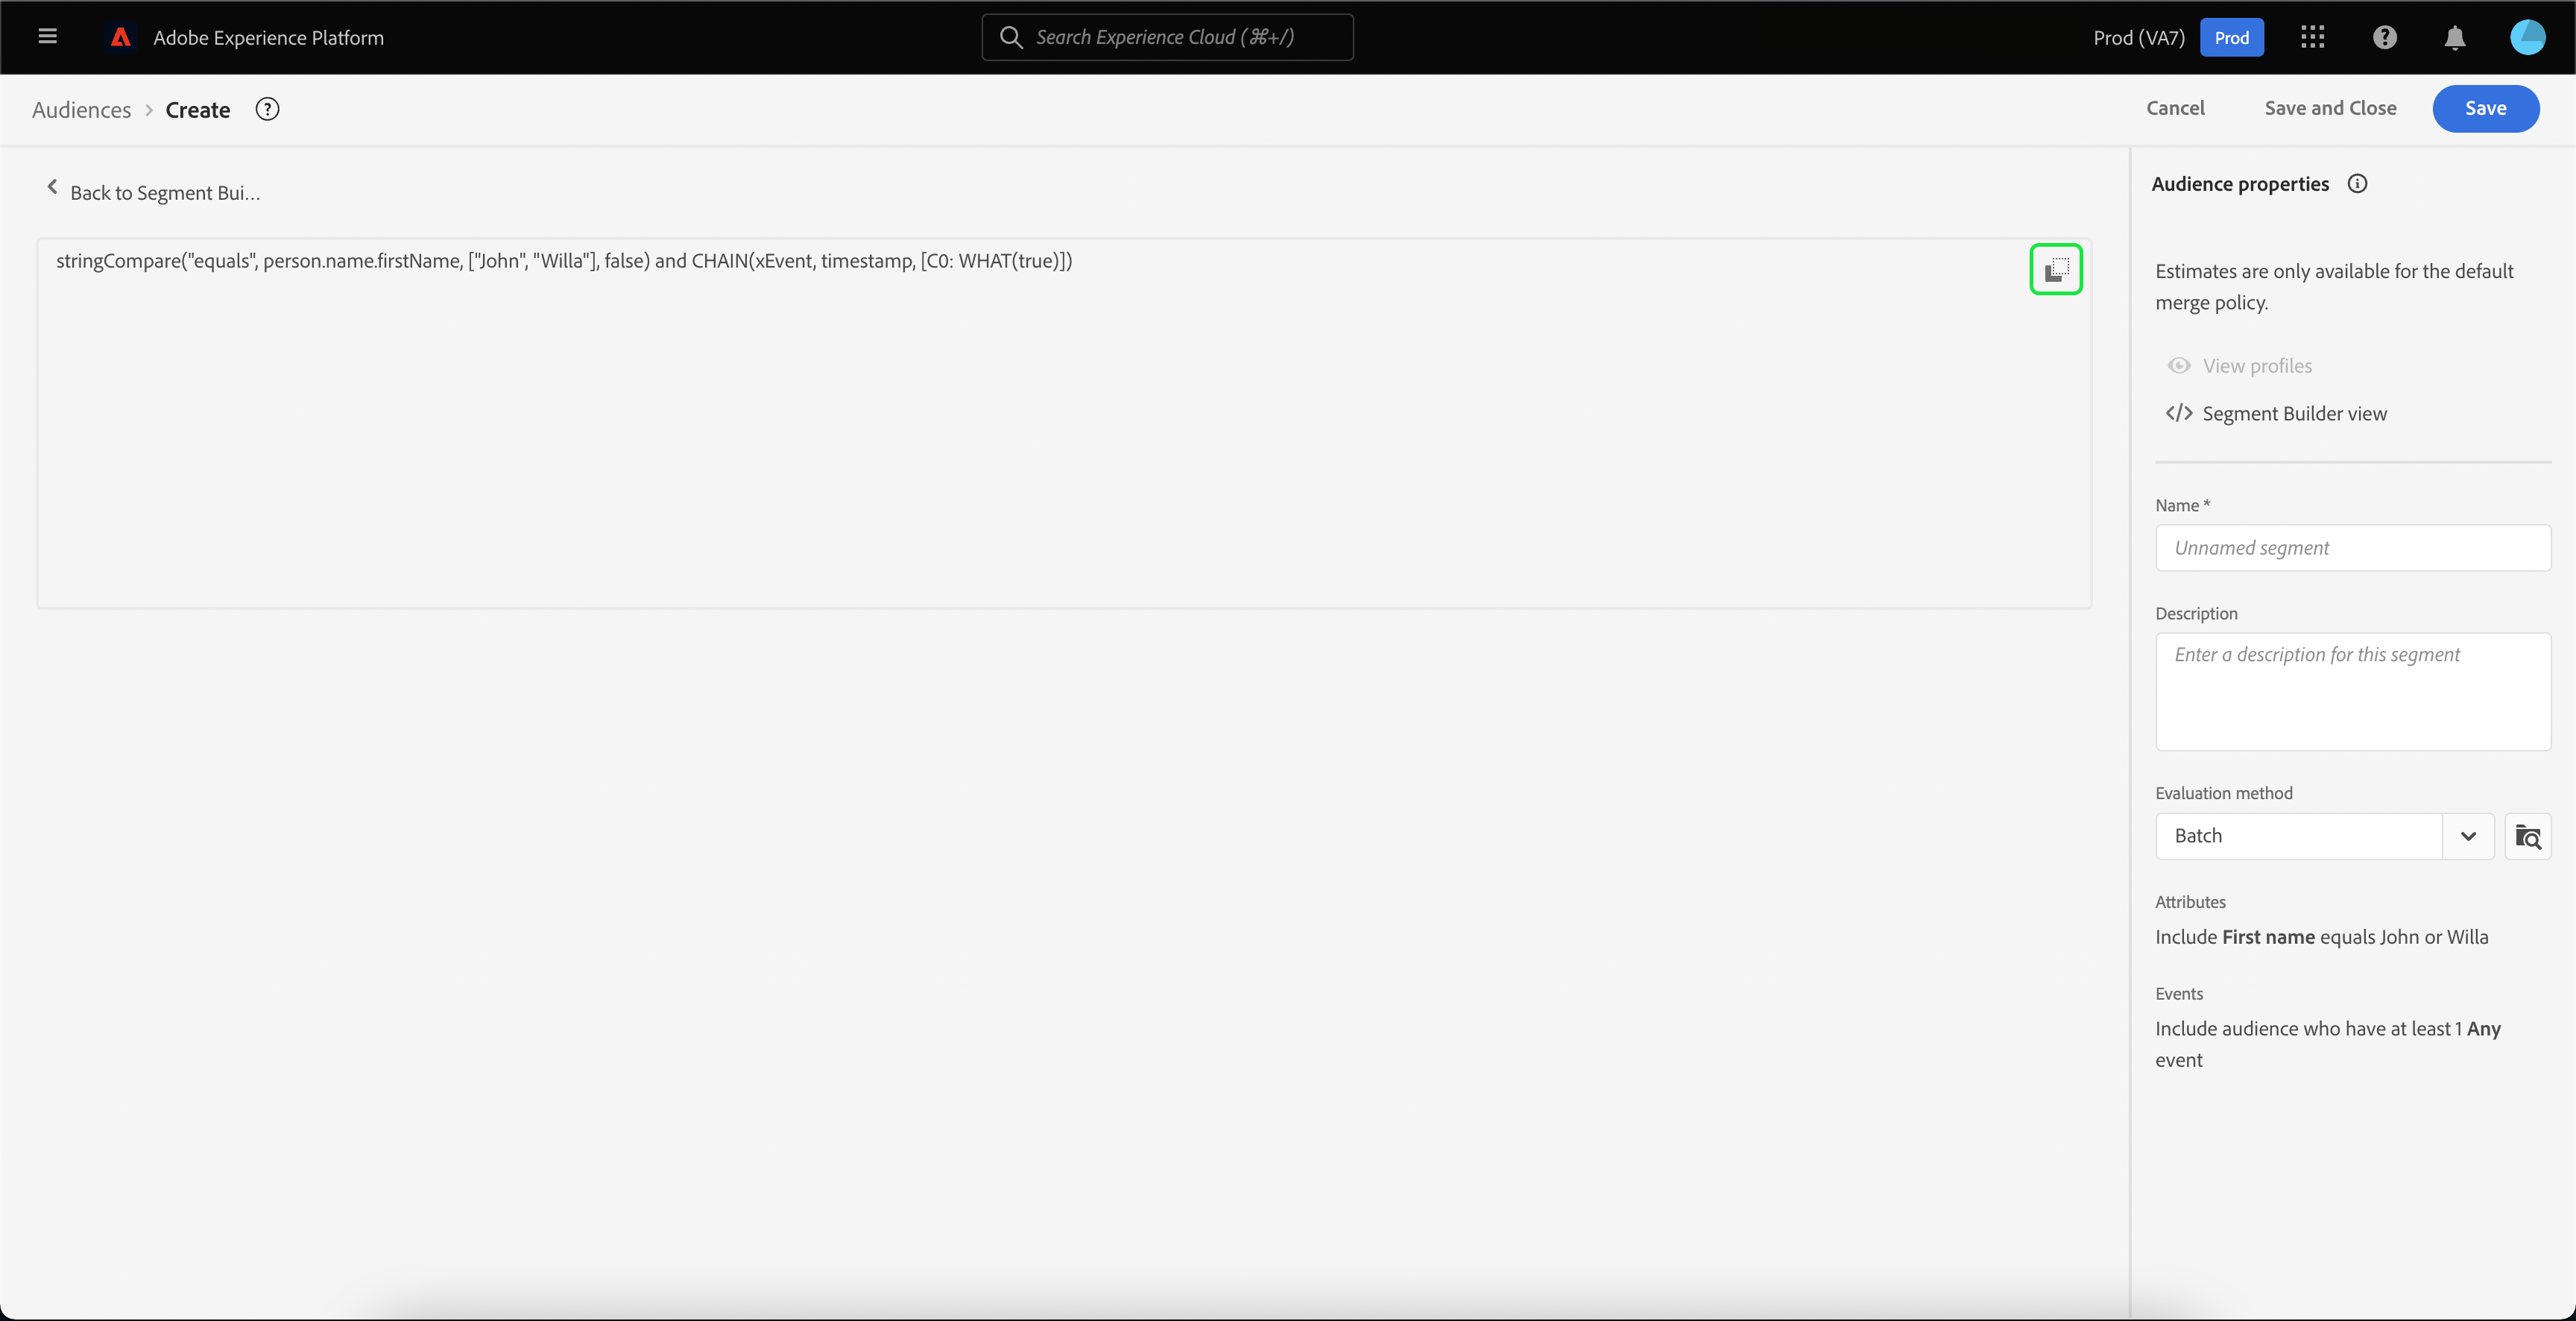 Adobe Experience Platform
Search Experience Cloud (⌘+/)
Prod (VA7)
Prod
Audiences > Create
Cancel
Save and Close
Save
Back to Segment Bui...
stringCompare("equals", person.name.firstName, ["John", "Willa"], false) and CHAIN(xEvent, timestamp, [C0: WHAT(true)])
Audience properties
Estimates are only available for the default
merge policy.
View profiles
</> Segment Builder view
Name *
Unnamed segment
Description
Enter a description for this segment
Evaluation method
Batch
Attributes
Include First name equals John or Willa
Events
Include audience who have at least 1 Any
event